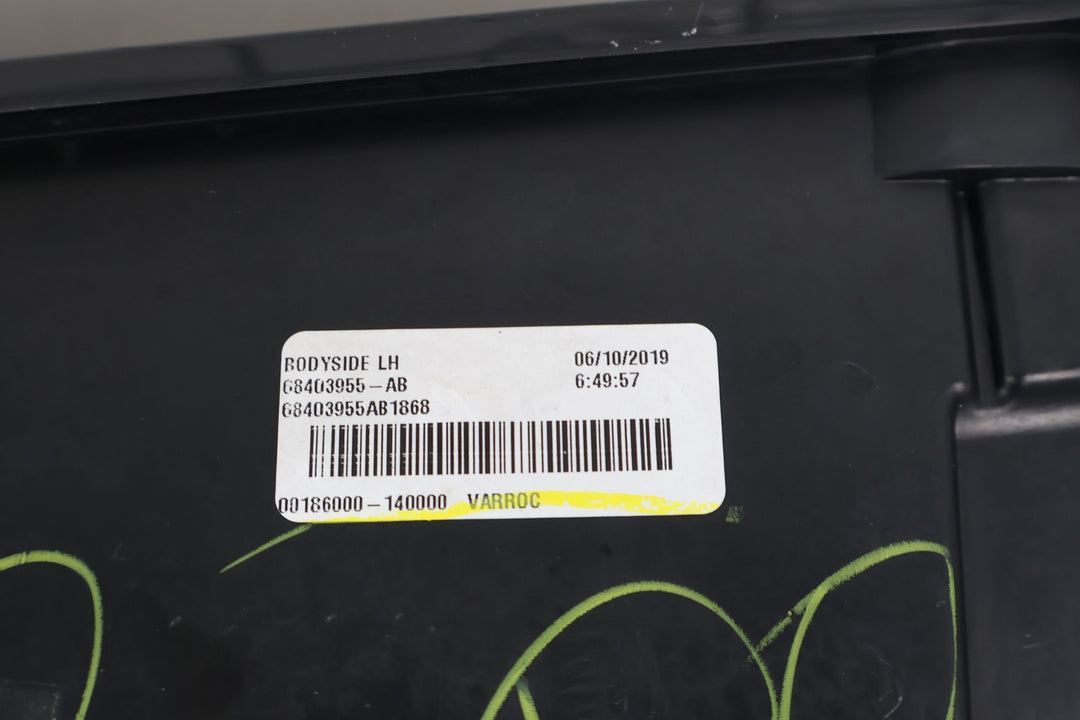 BODYSIDE LH 06/10/2019
68403955-AB 6:49:57
68403955AB1868
00186000-140000 VARROC